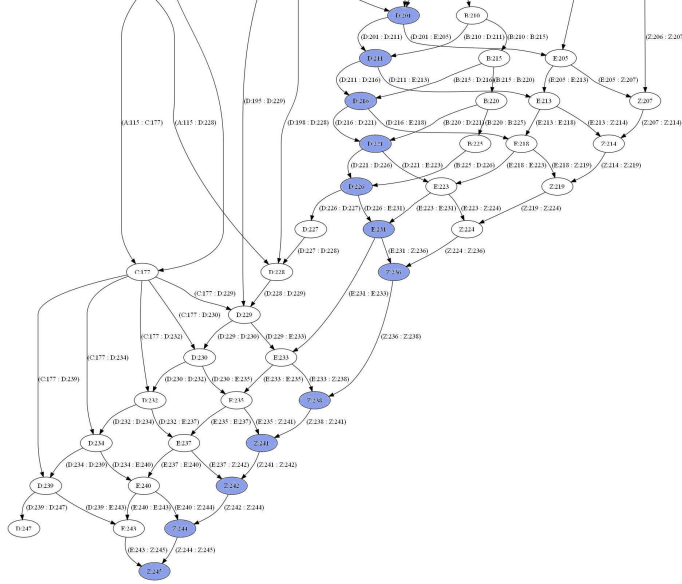 D:201
B:210
(Z:206 : Z:207
(D:201 : D:211)
(D:201 : E:205)
(B:210 : D:211)
(B:210 : B:215)
D:211
B:215
E:205
(D:195 : D:229)
(D:198 : D:228)
(D:211 : D:216)
(D:211 : E:213)
(B:215 : D:216)
(B:215 : B:220)
(E:205 : E:213)
(E:205 : Z:207)
D:216
B:220
E:213
Z:207
(A:115 : C:177)
(A:115 : D:228)
(D:216 : D:221)
(D:216 : E:218)
(B:220 : D:221)
(B:220 : B:225)
(E:213 : E:218)
(E:213 : Z:214)
(Z:207 : Z:214)
D:221
B:225
E:218
Z:214
(D:221 : D:226)
(D:221 : E:223)
(B:225 : D:226)
(E:218 : E:223)
(E:218 : Z:219)
(Z:214 : Z:219)
D:226
E:223
Z:219
(D:226 : D:227)
(D:226 : E:231)
(E:223 : E:231)
(E:223 : Z:224)
(Z:219 : Z:224)
D:227
E:231
Z:224
(D:227 : D:228)
(E:231 : Z:236)
(Z:224 : Z:236)
C:177
D:228
Z:236
(C:177 : D:229)
(D:228 : D:229)
(E:231 : E:233)
D:229
(C:177 : D:230)
(C:177 : D:232)
(D:229 : D:230)
(D:229 : E:233)
(Z:236 : Z:238)
D:230
E:233
(C:177 : D:234)
(C:177 : D:239)
(D:230 : D:232)
(D:230 : E:235)
(E:233 : E:235)
(E:233 : Z:238)
D:232
E:235
Z:238
(D:232 : D:234)
(D:232 : E:237)
(E:235 : E:237)
(E:235 : Z:241)
(Z:238 : Z:241)
D:234
E:237
Z:241
(D:234 : D:239)
(D:234 : E:240)
(E:237 : E:240)
(E:237 : Z:242)
(Z:241 : Z:242)
D:239
E:240
Z:242
(D:239 : D:247)
(D:239 : E:243)
(E:240 : E:243)
(E:240 : Z:244)
(Z:242 : Z:244)
D:247
E:243
Z:244
(E:243 : Z:245)
(Z:244 : Z:245)
Z:245